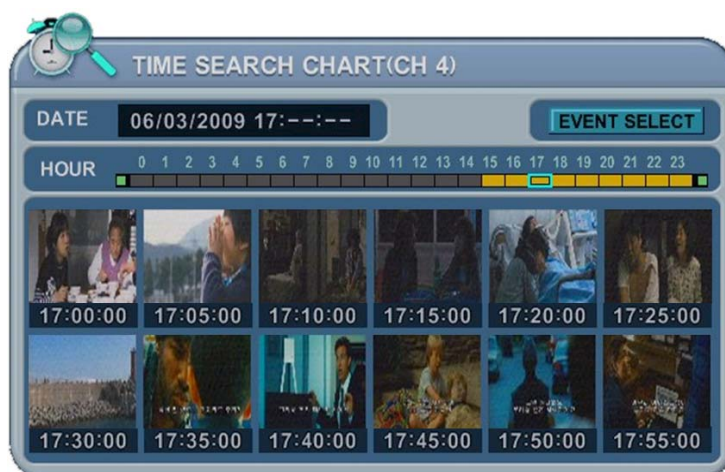 TIME SEARCH CHART(CH 4)
DATE 06/03/2009 17:--:-- EVENT SELECT
HOUR 0 1 2 3 4 5 6 7 8 9 10 11 12 13 14 15 16 17 18 19 20 21 22 23
17:00:00 17:05:00 17:10:00 17:15:00 17:20:00 17:25:00
17:30:00 17:35:00 17:40:00 17:45:00 17:50:00 17:55:00